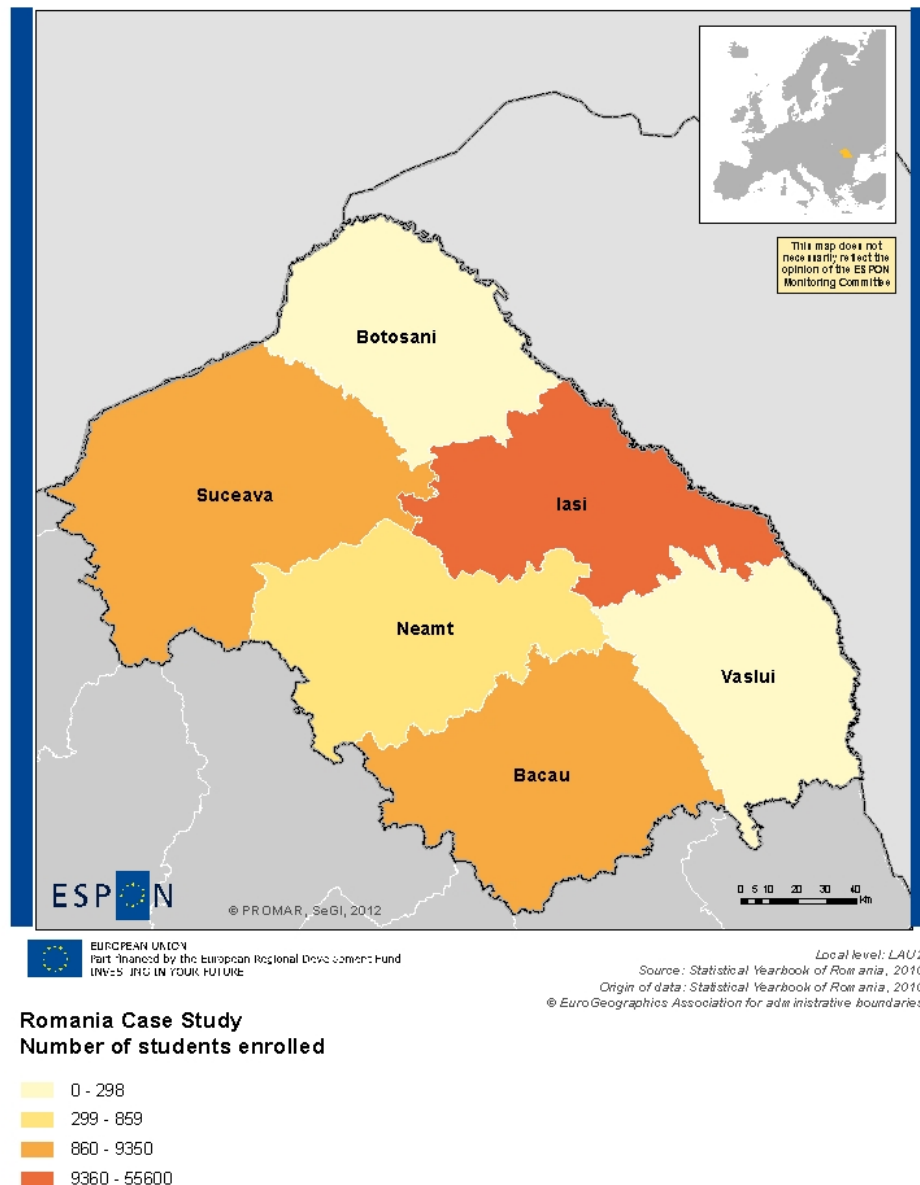 This map does not
necessarily reflect the
opinion of the ESPON
Monitoring Committee
Botosani
Suceava
Iasi
Neamt
Vaslui
Bacau
ESPON
© PROMAR, SeGI, 2012
0 5 10 20 30 40
km
EUROPEAN UNION
Part-financed by the European Regional Development Fund
INVESTING IN YOUR FUTURE
Local level: LAU
Source: Statistical Yearbook of Romania, 2010
Origin of data: Statistical Yearbook of Romania, 2010
© EuroGeographics Association for administrative boundaries
Romania Case Study
Number of students enrolled
0 - 298
299 - 859
860 - 9350
9360 - 55600